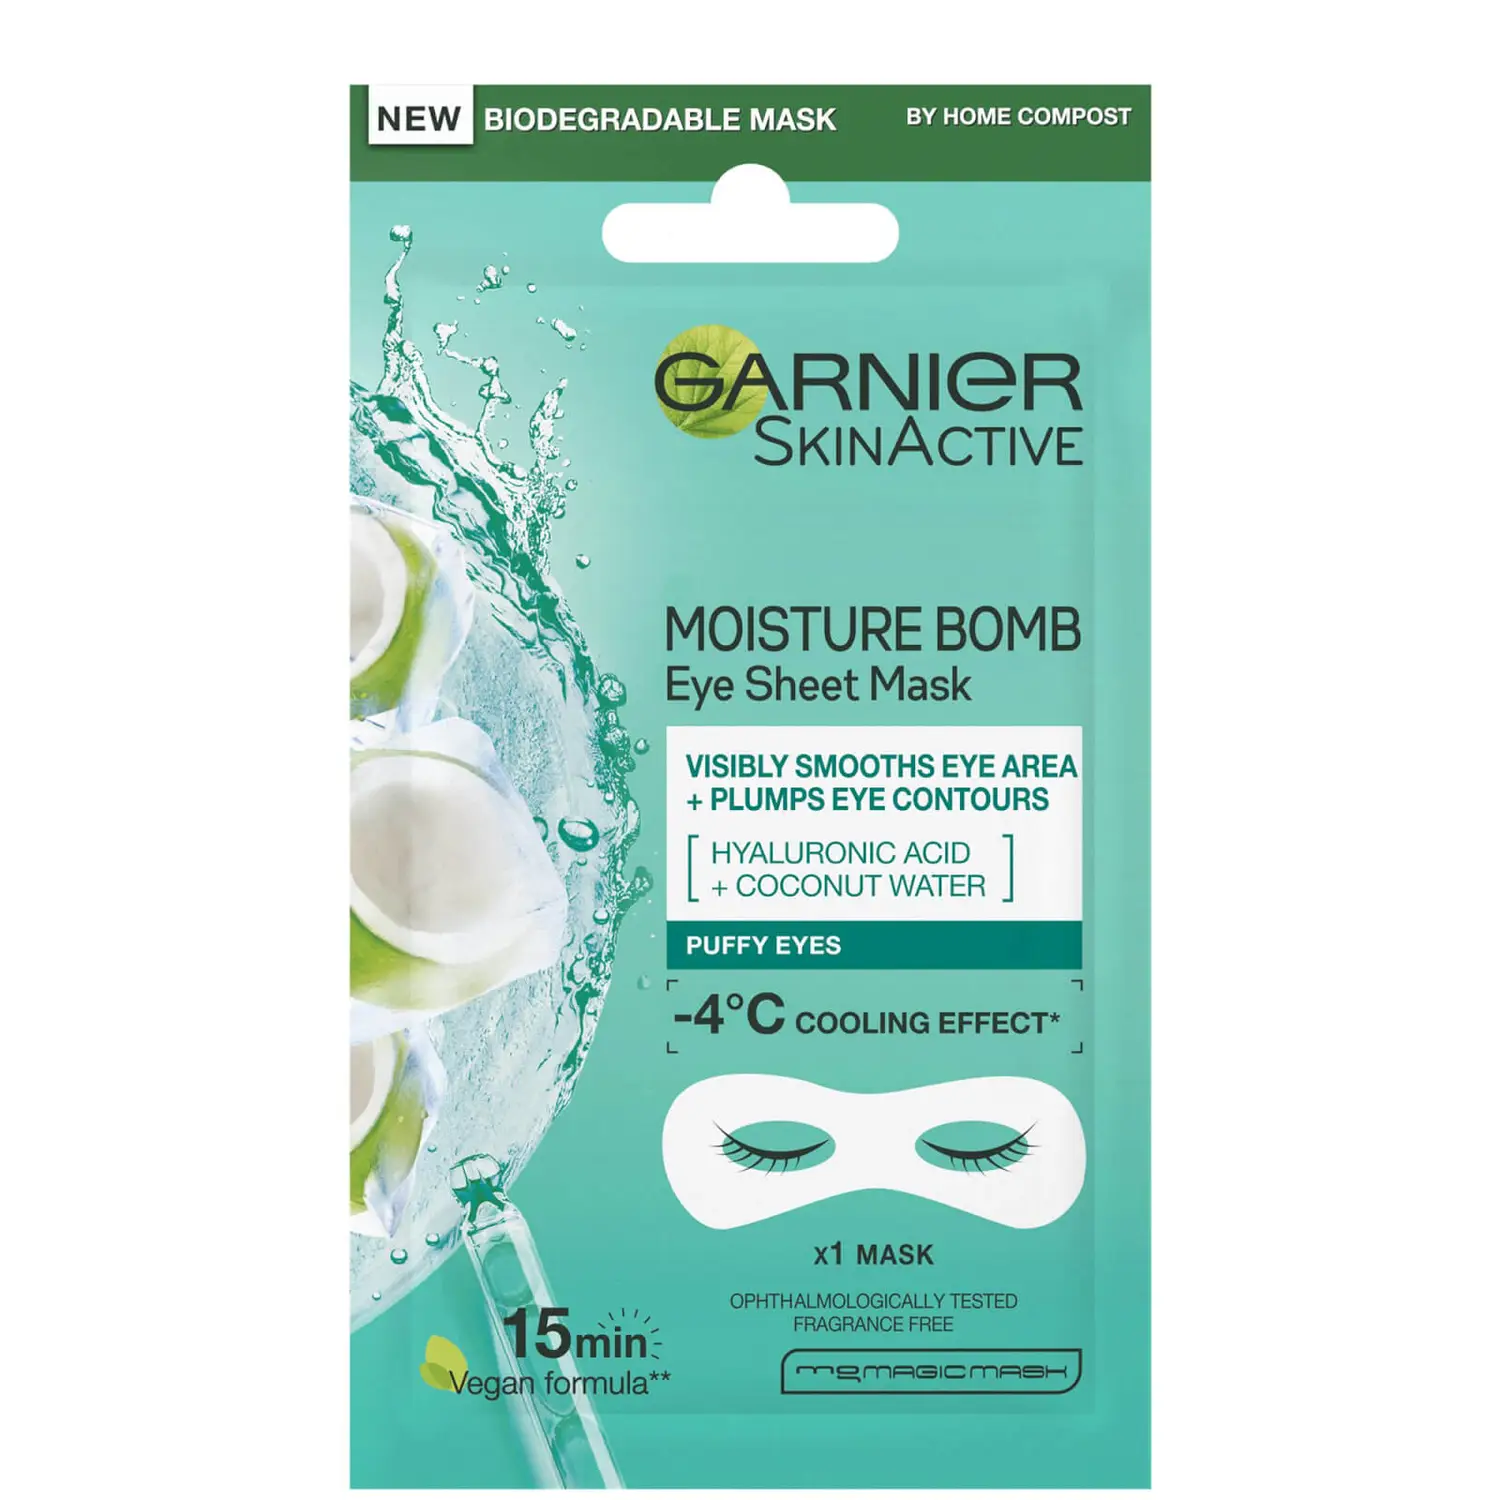 NEW BIODEGRADABLE MASK BY HOME COMPOST
GARNIER
SKINACTIVE
MOISTURE BOMB
Eye Sheet Mask
VISIBLY SMOOTHS EYE AREA
+ PLUMPS EYE CONTOURS
[ HYALURONIC ACID
+ COCONUT WATER ]
PUFFY EYES
-4°C COOLING EFFECT*
x1 MASK
OPHTHALMOLOGICALLY TESTED
FRAGRANCE FREE
15min
Vegan formula**
mg MAGIC MASK